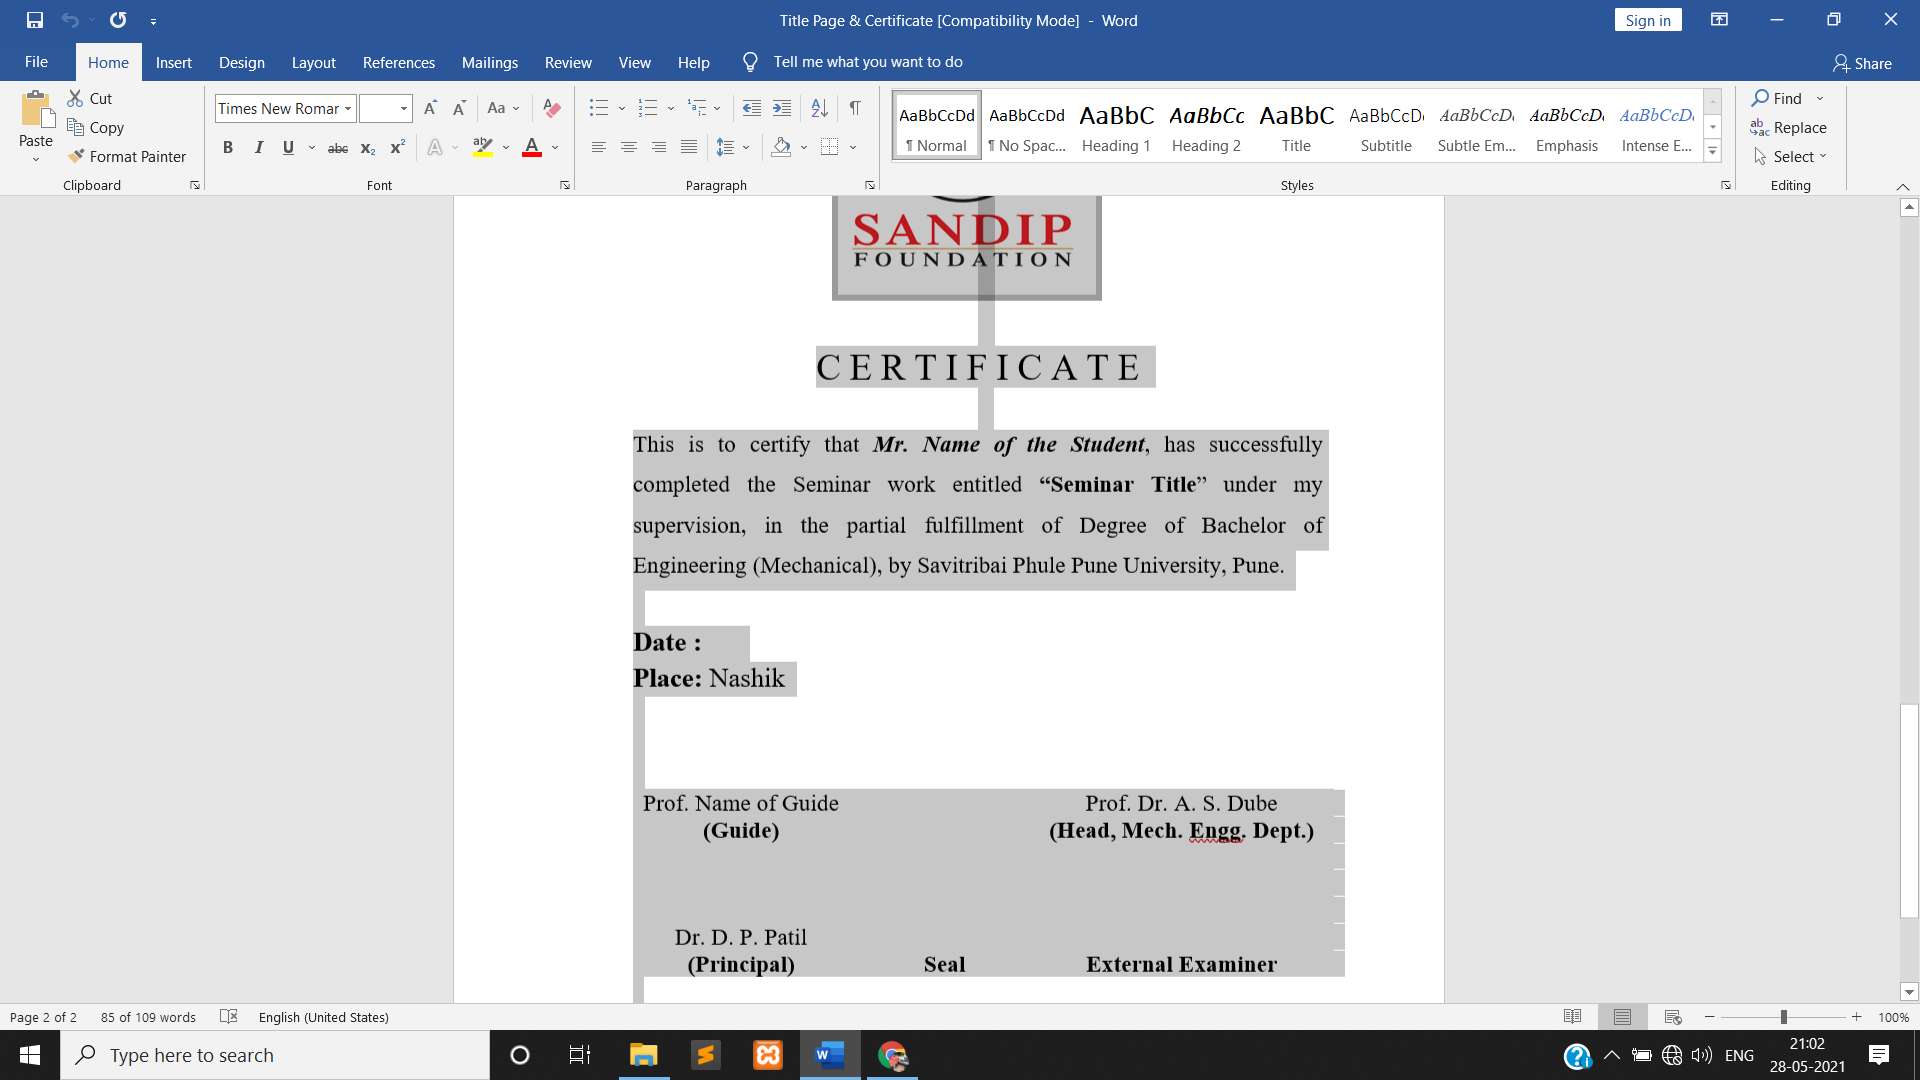 Title Page & Certificate [Compatibility Mode] - Word
Sign in
File Home Insert Design Layout References Mailings Review View Help Tell me what you want to do Share
Paste
Cut
Copy
Format Painter
Clipboard
Times New Romar
Aa
B I U abc x₂ x² A ab A
Font
Paragraph
AaBbCcDd AaBbCcDd AaBbC AaBbCc AaBbC AaBbCcD AaBbCcD AaBbCcD AaBbCcD
¶ Normal ¶ No Spac... Heading 1 Heading 2 Title Subtitle Subtle Em... Emphasis Intense E...
Styles
Find
Replace
Select
Editing
SANDIP
FOUNDATION
CERTIFICATE
This is to certify that Mr. Name of the Student, has successfully
completed the Seminar work entitled “Seminar Title” under my
supervision, in the partial fulfillment of Degree of Bachelor of
Engineering (Mechanical), by Savitribai Phule Pune University, Pune.
Date :
Place: Nashik
Prof. Name of Guide Prof. Dr. A. S. Dube
(Guide) (Head, Mech. Engg. Dept.)
Dr. D. P. Patil
(Principal) Seal External Examiner
Page 2 of 2 85 of 109 words English (United States) 100%
Type here to search
ENG
21:02
28-05-2021